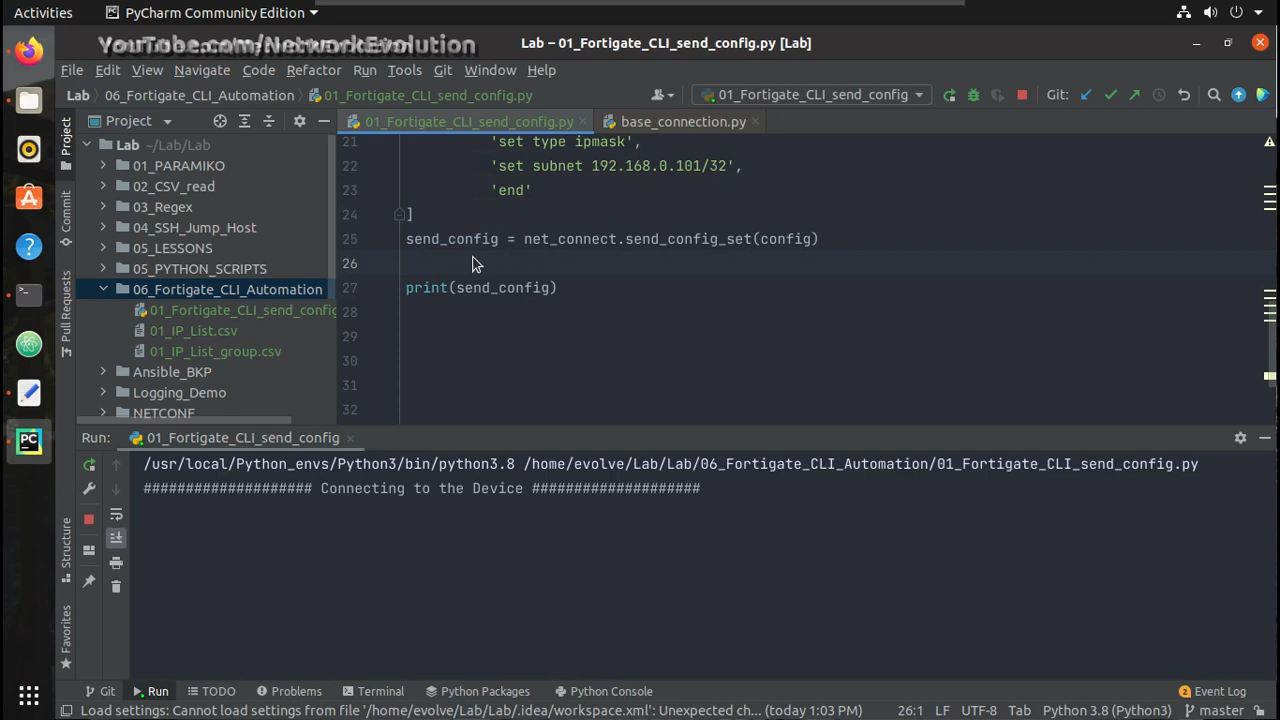 Activities
PyCharm Community Edition
YouTube.com/NetworkEvolution
Lab – 01_Fortigate_CLI_send_config.py [Lab]
File Edit View Navigate Code Refactor Run Tools Git Window Help
Lab 06_Fortigate_CLI_Automation 01_Fortigate_CLI_send_config.py
01_Fortigate_CLI_send_config
Git:
Project
01_Fortigate_CLI_send_config.py
base_connection.py
Project
Commit
Pull Requests
Structure
Favorites
Lab ~/Lab/Lab
01_PARAMIKO
02_CSV_read
03_Regex
04_SSH_Jump_Host
05_LESSONS
05_PYTHON_SCRIPTS
06_Fortigate_CLI_Automation
01_Fortigate_CLI_send_config
01_IP_List.csv
01_IP_List_group.csv
Ansible_BKP
Logging_Demo
NETCONF
21 'set type ipmask',
22 'set subnet 192.168.0.101/32',
23 'end'
24 ]
25 send_config = net_connect.send_config_set(config)
26
27 print(send_config)
28
29
30
31
32
Run: 01_Fortigate_CLI_send_config
/usr/local/Python_envs/Python3/bin/python3.8 /home/evolve/Lab/Lab/06_Fortigate_CLI_Automation/01_Fortigate_CLI_send_config.py
#################### Connecting to the Device ####################
Git Run TODO Problems Terminal Python Packages Python Console
2 Event Log
Load settings: Cannot load settings from file '/home/evolve/Lab/Lab/.idea/workspace.xml': Unexpected ch... (today 1:03 PM)
26:1 LF UTF-8 Tab Python 3.8 (Python3) master